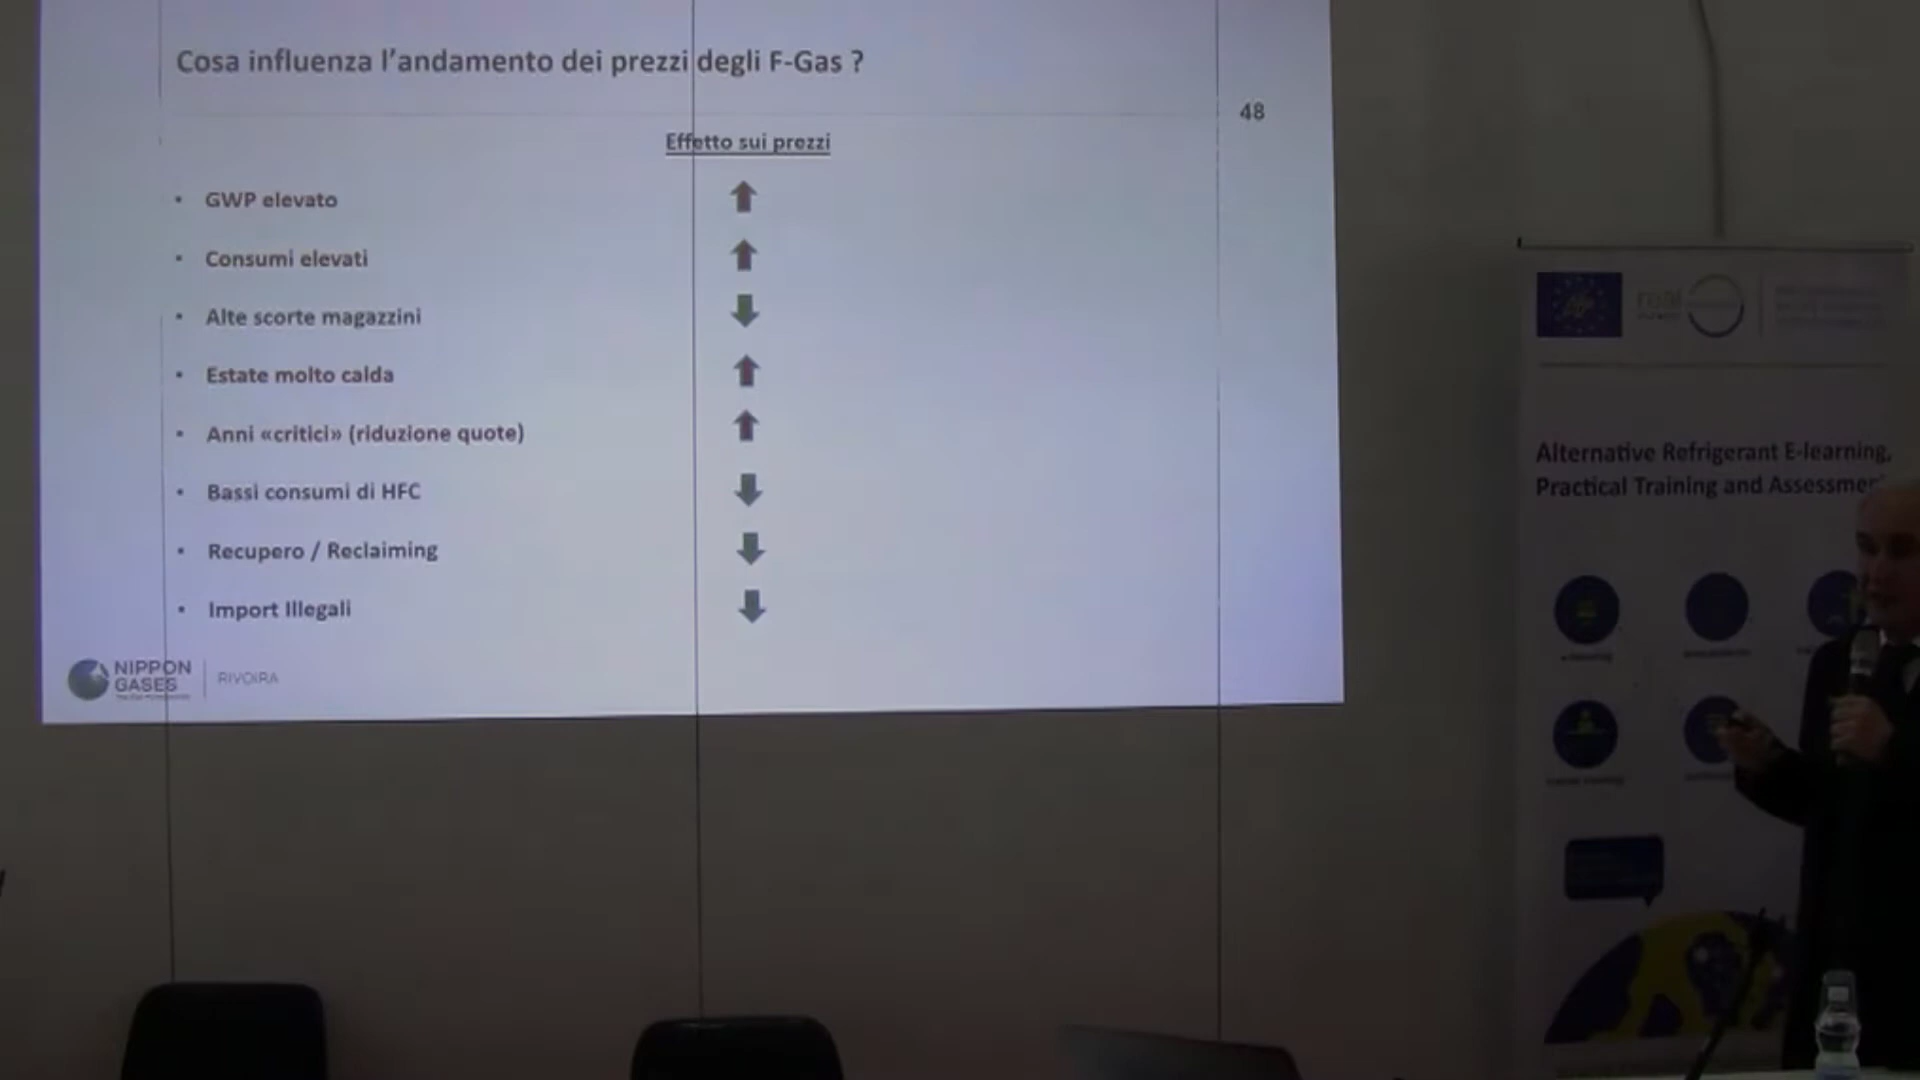 Cosa influenza l'andamento dei prezzi degli F-Gas ?
48
Effetto sui prezzi
• GWP elevato
• Consumi elevati
• Alte scorte magazzini
• Estate molto calda
• Anni «critici» (riduzione quote)
• Bassi consumi di HFC
• Recupero / Reclaiming
• Import Illegali
NIPPON
GASES
RIVOIRA
real
Alternative Refrigerant E-learning,
Practical Training and